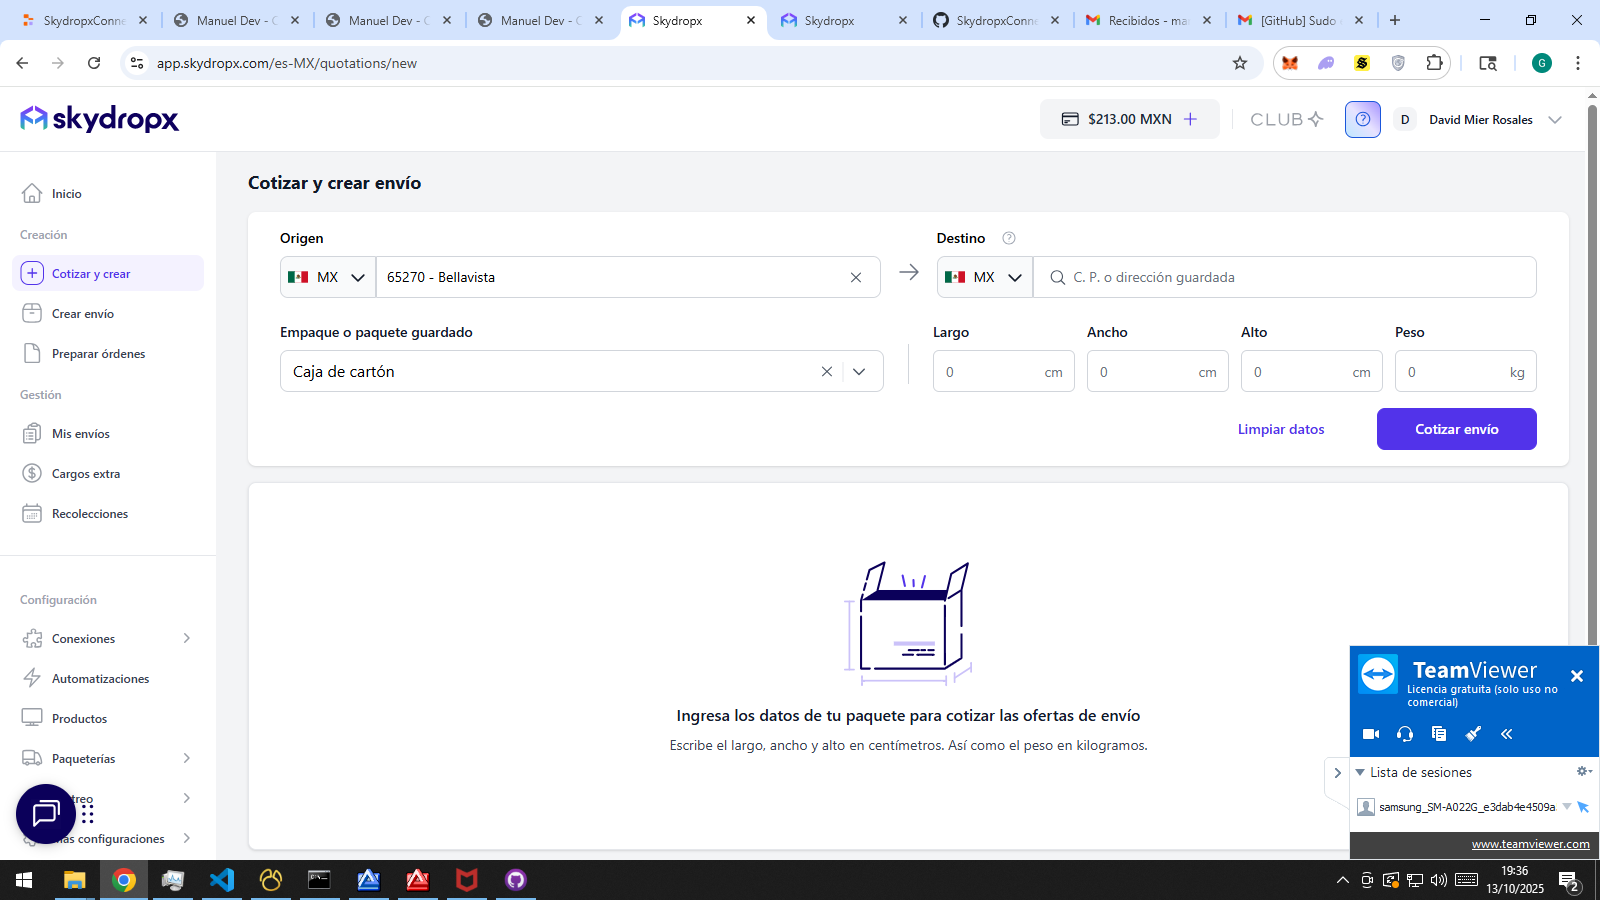 SkydropxConne
Manuel Dev - C
Manuel Dev - C
Manuel Dev - C
Skydropx
Skydropx
SkydropxConne
Recibidos - ma
[GitHub] Sudo
app.skydropx.com/es-MX/quotations/new
G
skydropx
$213.00 MXN
CLUB
D
David Mier Rosales
Inicio
Creación
Cotizar y crear
Crear envío
Preparar órdenes
Gestión
Mis envíos
Cargos extra
Recolecciones
Configuración
Conexiones
Automatizaciones
Productos
Paqueterías
treo
más configuraciones
Cotizar y crear envío
Origen
MX
65270 - Bellavista
Destino
MX
C. P. o dirección guardada
Empaque o paquete guardado
Caja de cartón
Largo
Ancho
Alto
Peso
0 cm
0 cm
0 cm
0 kg
Limpiar datos
Cotizar envío
Ingresa los datos de tu paquete para cotizar las ofertas de envío
Escribe el largo, ancho y alto en centímetros. Así como el peso en kilogramos.
TeamViewer
Licencia gratuita (solo uso no
comercial)
Lista de sesiones
samsung_SM-A022G_e3dab4e4509a
www.teamviewer.com
19:36
13/10/2025
2